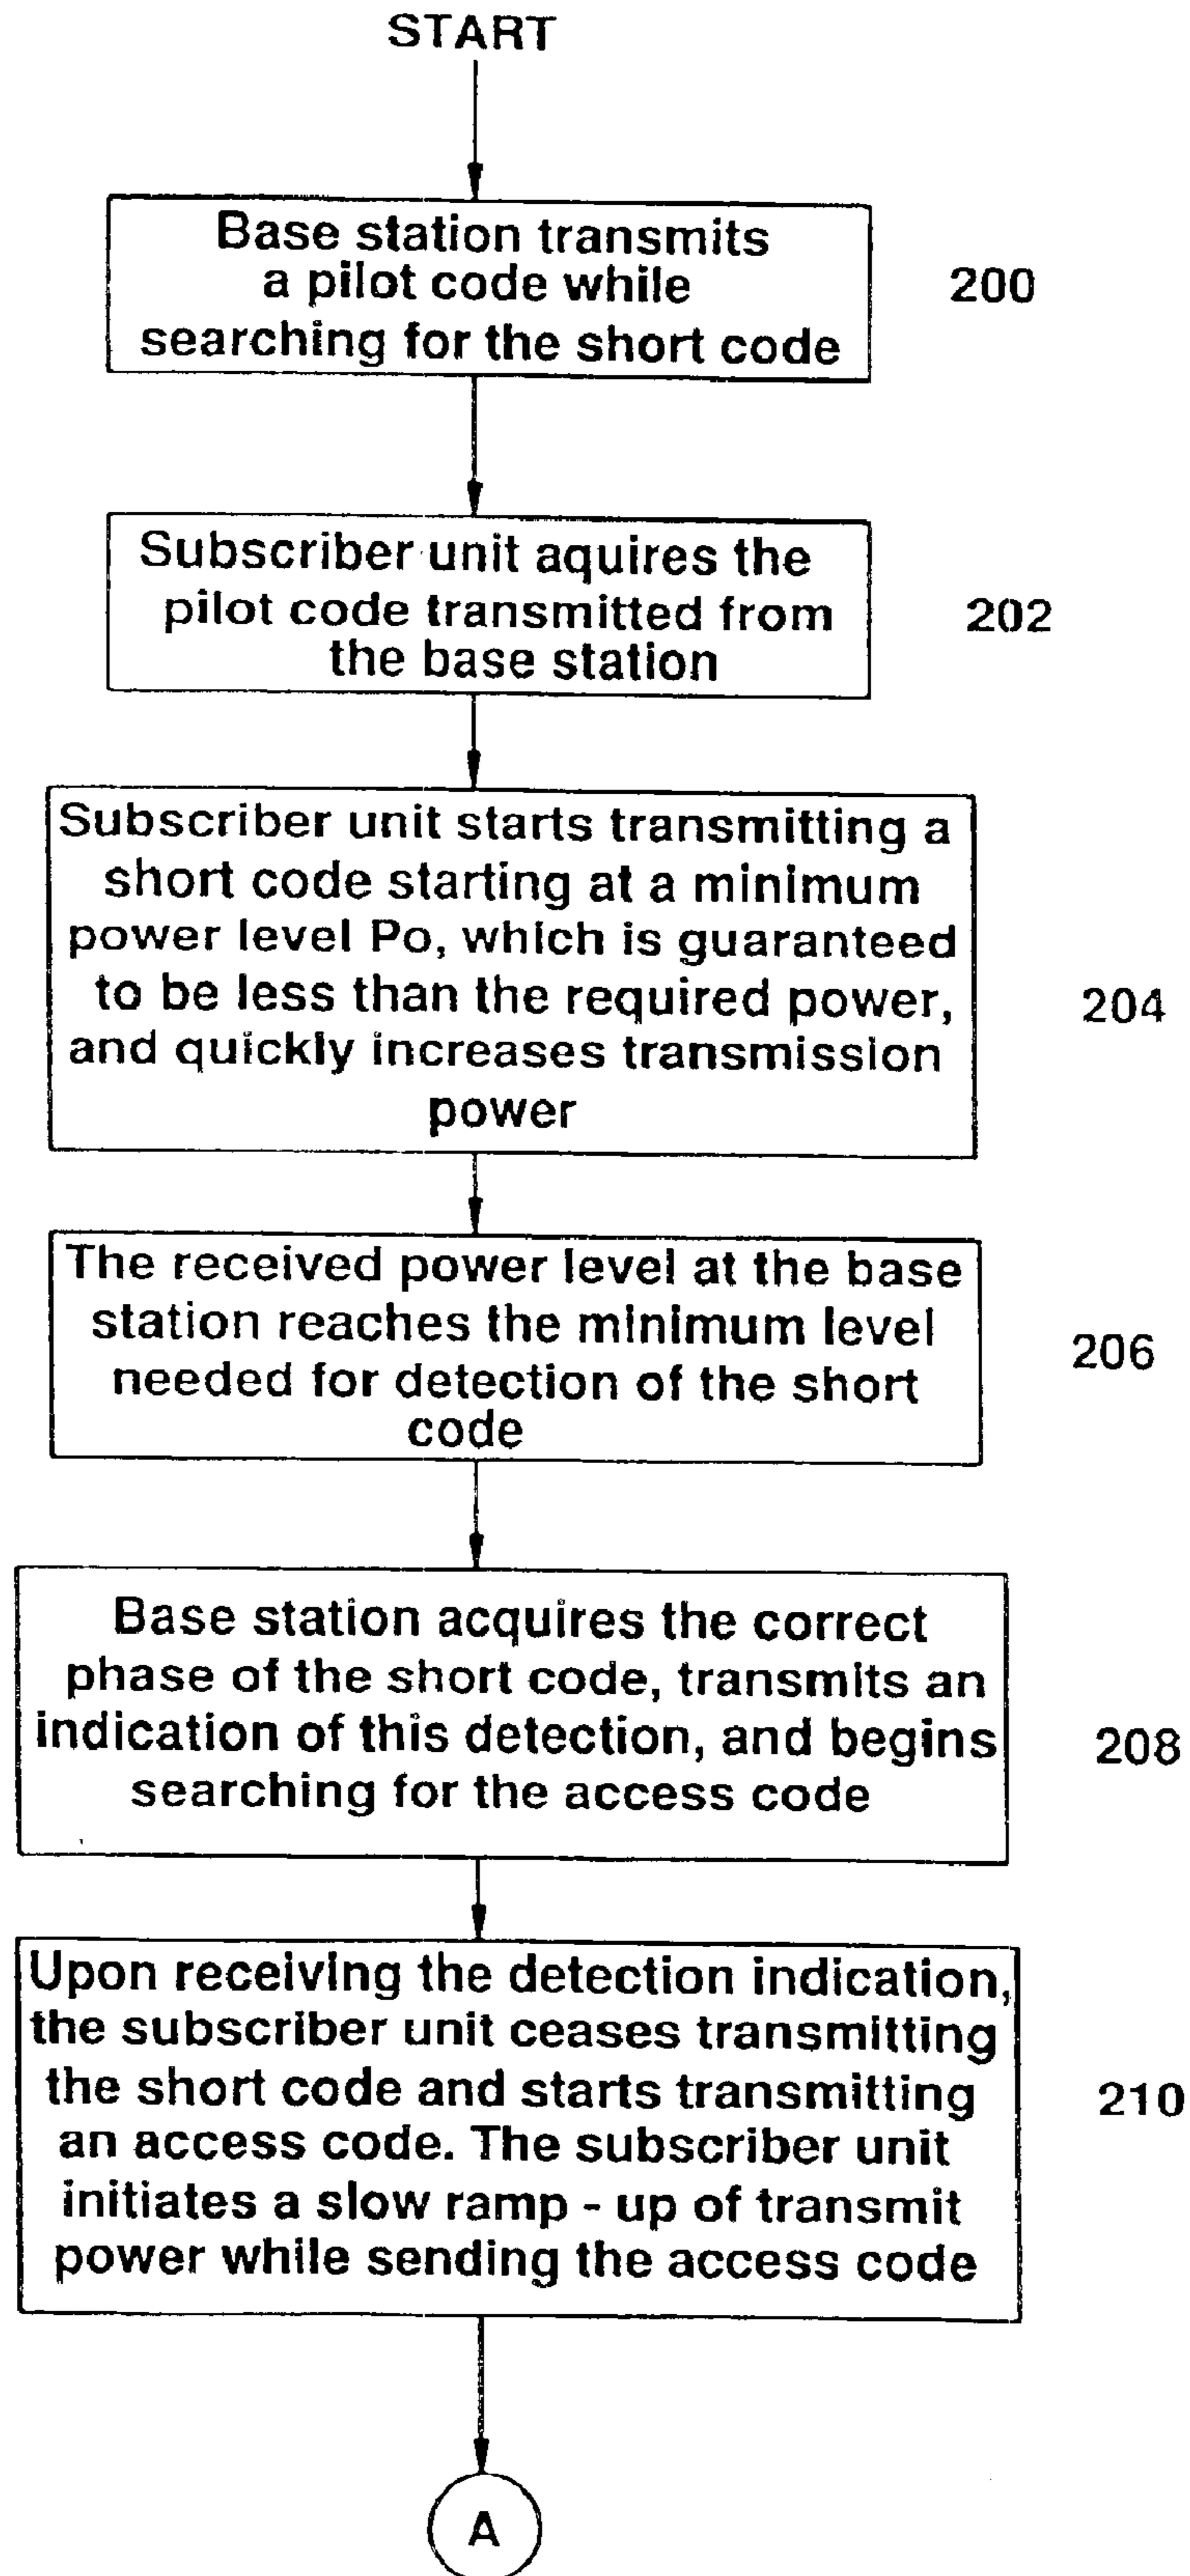 START
Base station transmits
a pilot code while
searching for the short code
200
Subscriber unit aquires the
pilot code transmitted from
the base station
202
Subscriber unit starts transmitting a
short code starting at a minimum
power level Po, which is guaranteed
to be less than the required power,
and quickly increases transmission
power
204
The received power level at the base
station reaches the minimum level
needed for detection of the short
code
206
Base station acquires the correct
phase of the short code, transmits an
indication of this detection, and begins
searching for the access code
208
Upon receiving the detection indication,
the subscriber unit ceases transmitting
the short code and starts transmitting
an access code. The subscriber unit
initiates a slow ramp - up of transmit
power while sending the access code
210
A